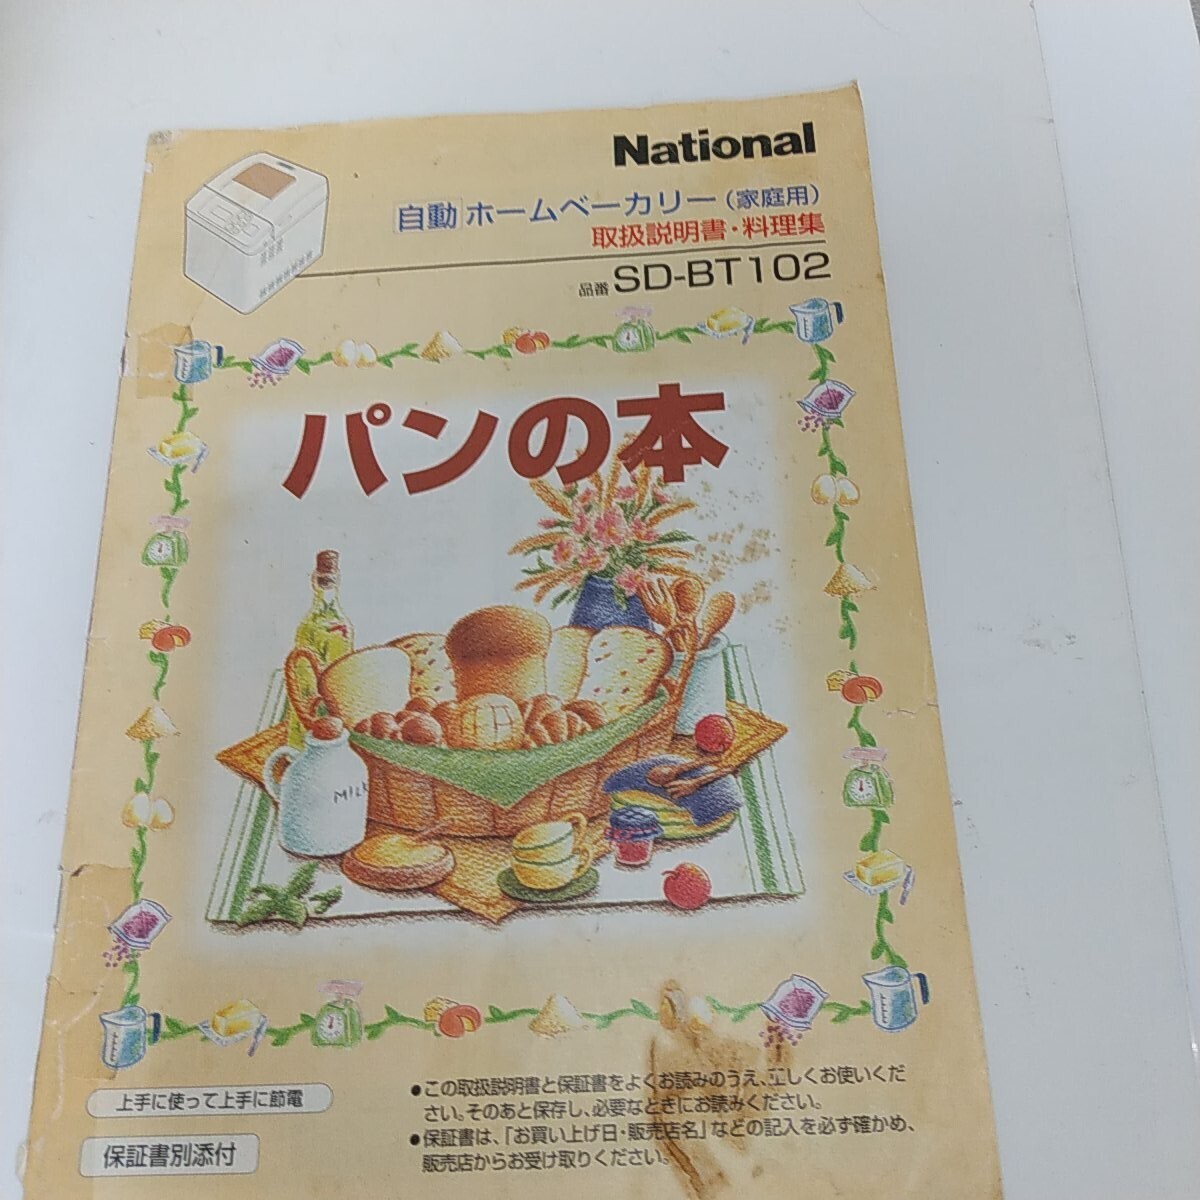 National
自動 ホームベーカリー（家庭用）
取扱説明書・料理集
品番 SD-BT102
パンの本
MILK
上手に使って上手に節電
保証書別添付
●この取扱説明書と保証書をよくお読みのうえ、正しくお使いくだ
さい。そのあと保存し、必要なときにお読みください。
●保証書は、「お買い上げ日・販売店名」などの記入を必ず確かめ、
販売店からお受け取りください。